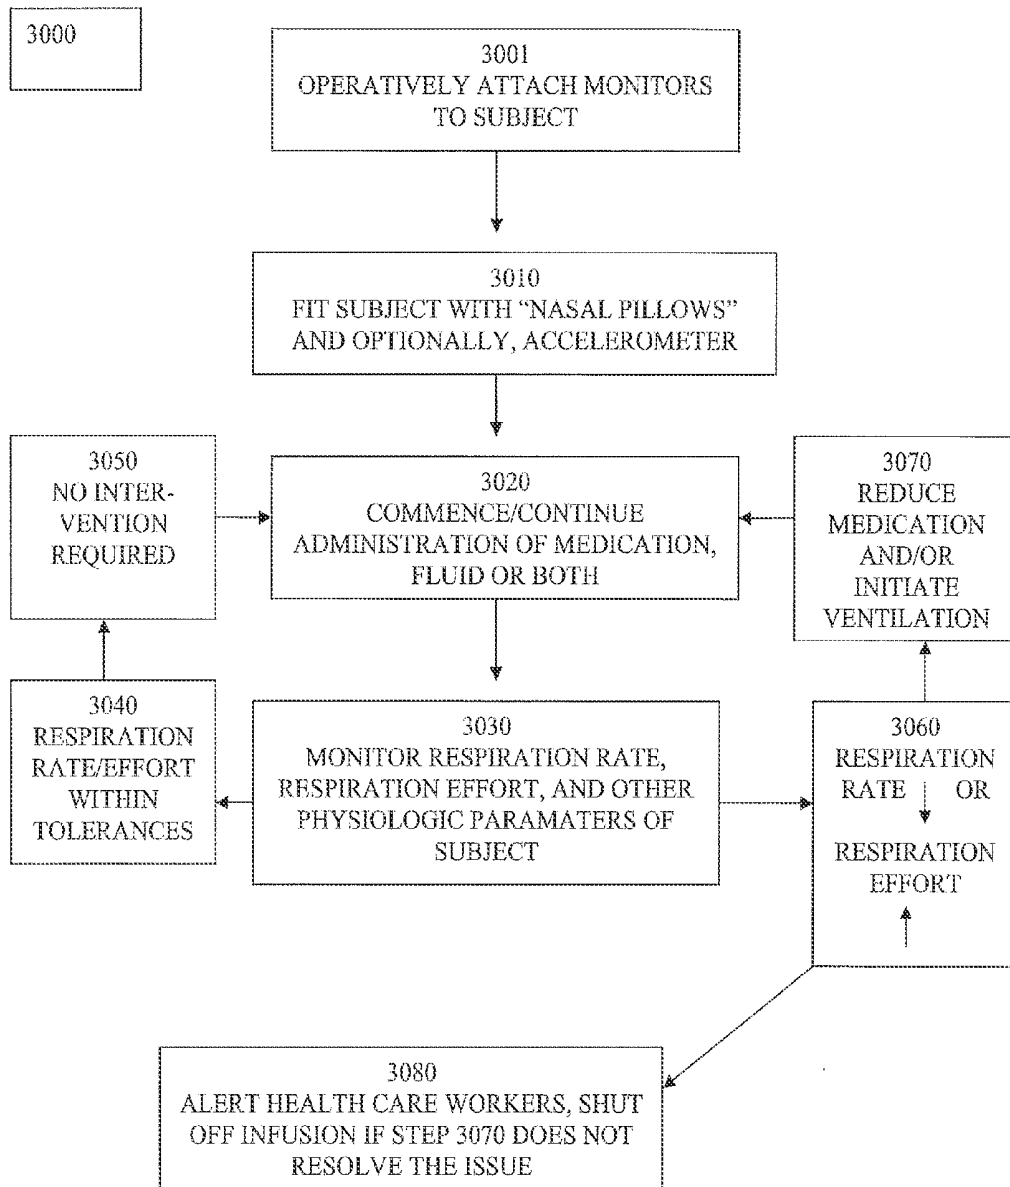 3000
3001
OPERATIVELY ATTACH MONITORS
TO SUBJECT
3010
FIT SUBJECT WITH “NASAL PILLOWS”
AND OPTIONALLY, ACCELEROMETER
3050
NO INTER-
VENTION
REQUIRED
3020
COMMENCE/CONTINUE
ADMINISTRATION OF MEDICATION,
FLUID OR BOTH
3070
REDUCE
MEDICATION
AND/OR
INITIATE
VENTILATION
3040
RESPIRATION
RATE/EFFORT
WITHIN
TOLERANCES
3030
MONITOR RESPIRATION RATE,
RESPIRATION EFFORT, AND OTHER
PHYSIOLOGIC PARAMATERS OF
SUBJECT
3060
RESPIRATION
RATE ↓ OR
RESPIRATION
EFFORT
↑
3080
ALERT HEALTH CARE WORKERS, SHUT
OFF INFUSION IF STEP 3070 DOES NOT
RESOLVE THE ISSUE